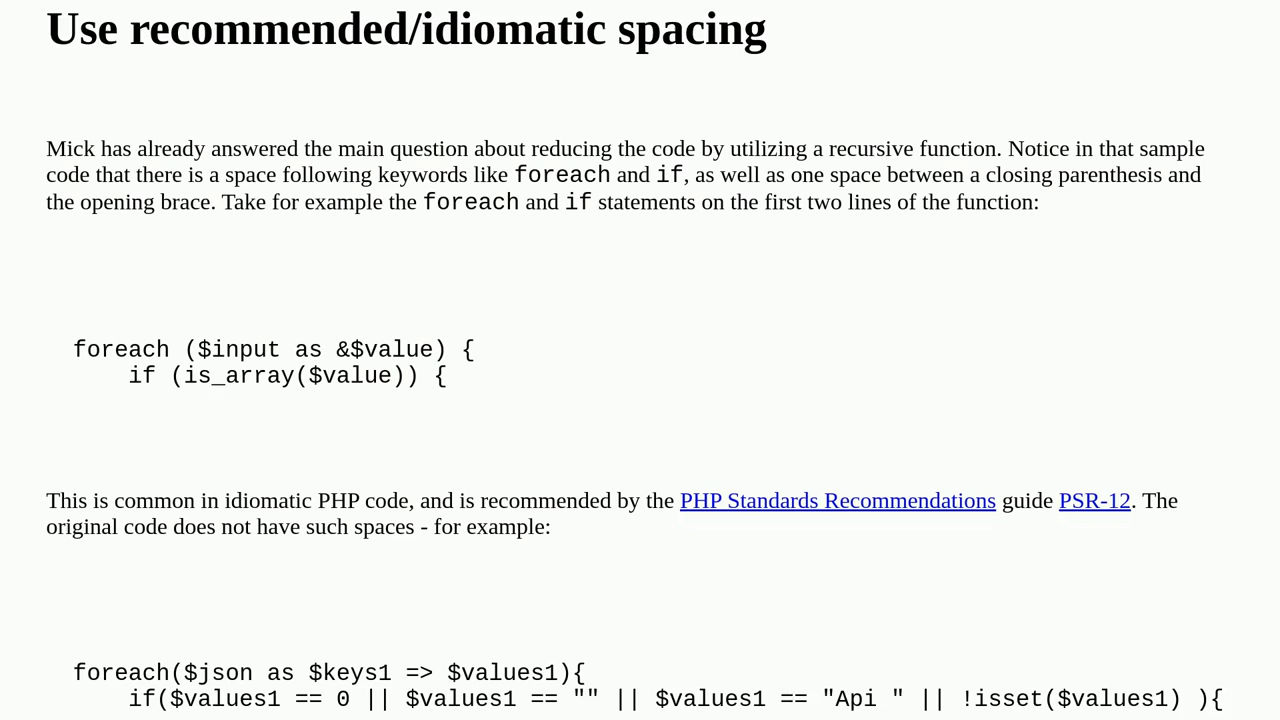 Use recommended/idiomatic spacing
Mick has already answered the main question about reducing the code by utilizing a recursive function. Notice in that sample
code that there is a space following keywords like foreach and if, as well as one space between a closing parenthesis and
the opening brace. Take for example the foreach and if statements on the first two lines of the function:
foreach ($input as &$value) {
    if (is_array($value)) {
This is common in idiomatic PHP code, and is recommended by the PHP Standards Recommendations guide PSR-12. The
original code does not have such spaces - for example:
foreach($json as $keys1 => $values1){
    if($values1 == 0 || $values1 == "" || $values1 == "Api " || !isset($values1) ){